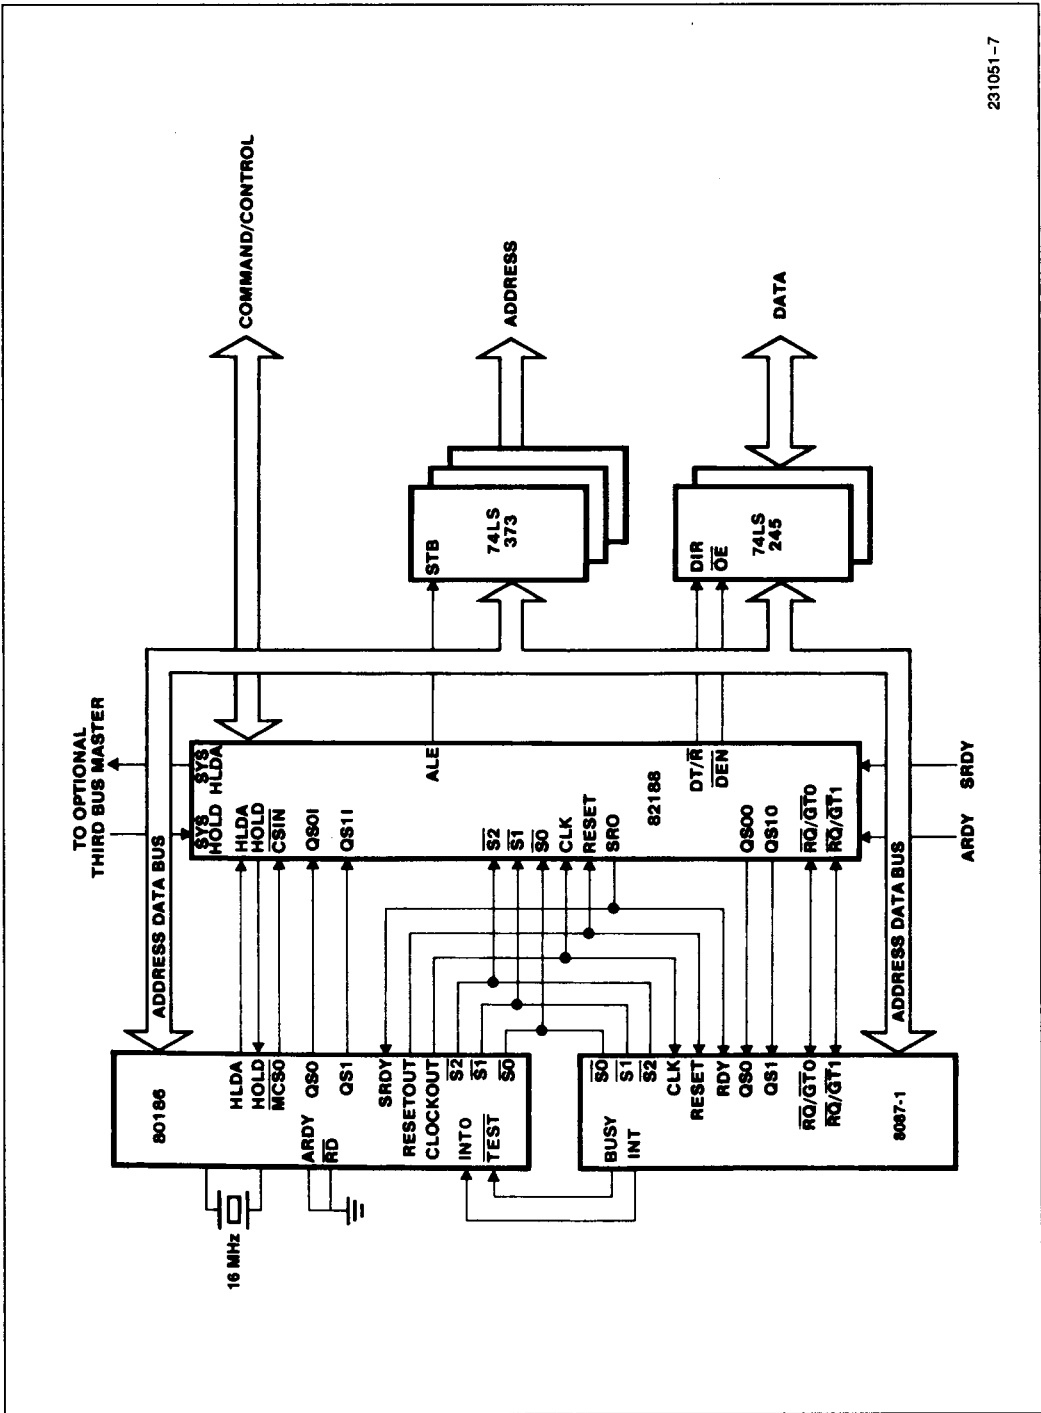 231051–7
COMMAND/CONTROL
ADDRESS
DATA
TO OPTIONAL
THIRD BUS MASTER
ADDRESS DATA BUS
ADDRESS DATA BUS
16 MHz
80186
HLDA
HOLD
MCS0
QS0
QS1
ARDY
RD
SRDY
RESETOUT
CLOCKOUT
S2
S1
S0
INTO
TEST
8087-1
BUSY
INT
S0
S1
S2
CLK
RESET
RDY
QS0
QS1
RQ/GT0
RQ/GT1
82188
SYS
HOLD
SYS
HLDA
HLDA
HOLD
CSIN
QS0I
QS1I
S2
S1
S0
CLK
RESET
SRO
QS00
QS10
RQ/GT0
RQ/GT1
ALE
DT/R
DEN
ARDY
SRDY
STB
74LS
373
DIR
OE
74LS
245